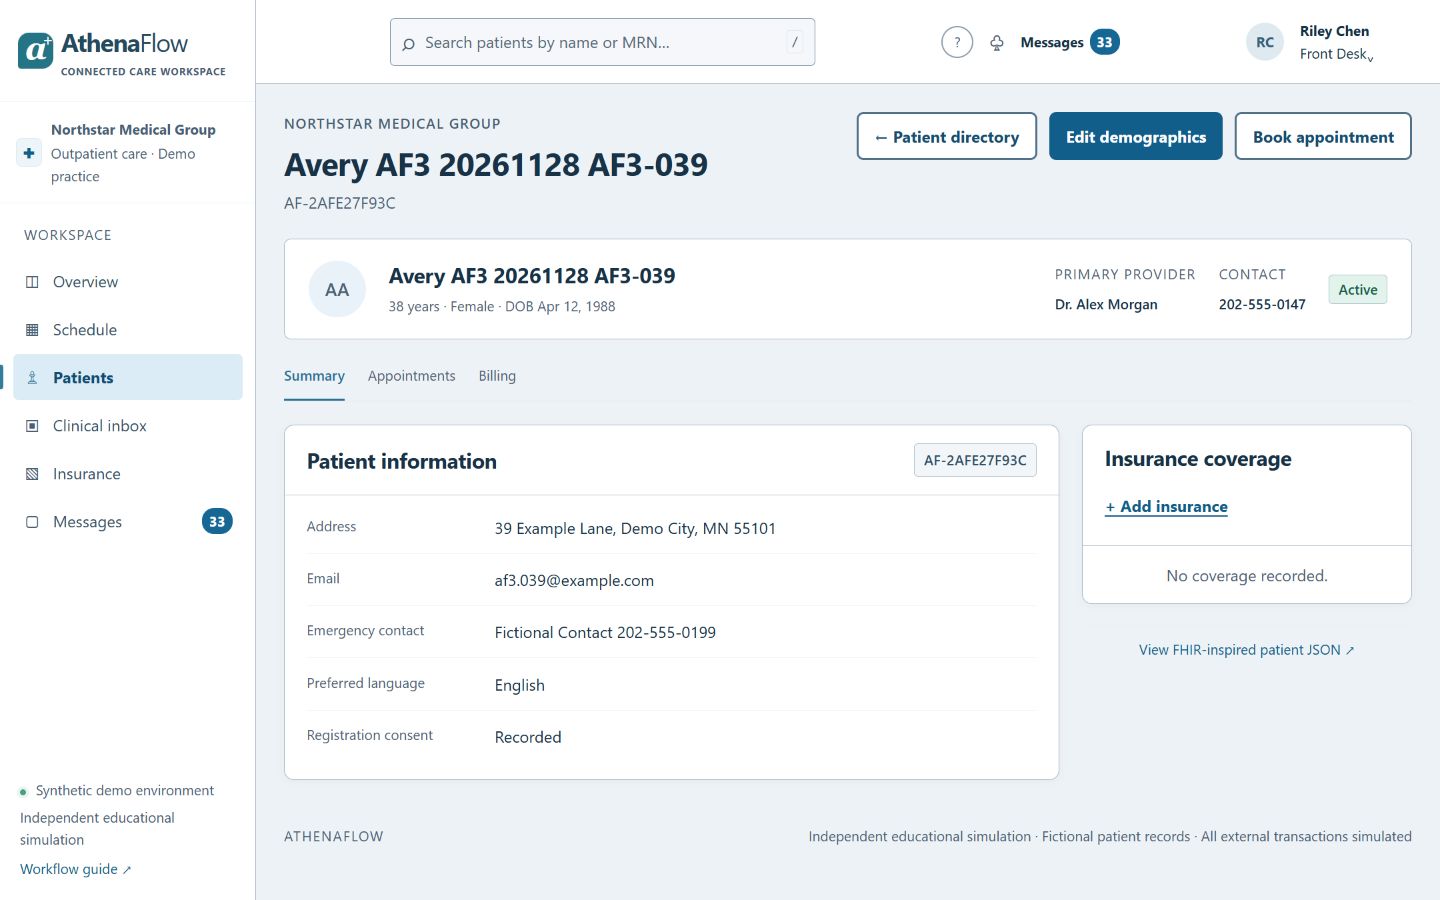 AthenaFlow
CONNECTED CARE WORKSPACE
Northstar Medical Group
Outpatient care · Demo
practice
WORKSPACE
Overview
Schedule
Patients
Clinical inbox
Insurance
Messages 33
Synthetic demo environment
Independent educational
simulation
Workflow guide ↗
Search patients by name or MRN... /
? Messages 33
RC Riley Chen
Front Desk
NORTHSTAR MEDICAL GROUP
Avery AF3 20261128 AF3-039
AF-2AFE27F93C
← Patient directory
Edit demographics
Book appointment
AA
Avery AF3 20261128 AF3-039
38 years · Female · DOB Apr 12, 1988
PRIMARY PROVIDER
Dr. Alex Morgan
CONTACT
202-555-0147
Active
Summary Appointments Billing
Patient information AF-2AFE27F93C
Address 39 Example Lane, Demo City, MN 55101
Email af3.039@example.com
Emergency contact Fictional Contact 202-555-0199
Preferred language English
Registration consent Recorded
Insurance coverage
+ Add insurance
No coverage recorded.
View FHIR-inspired patient JSON ↗
ATHENAFLOW
Independent educational simulation · Fictional patient records · All external transactions simulated